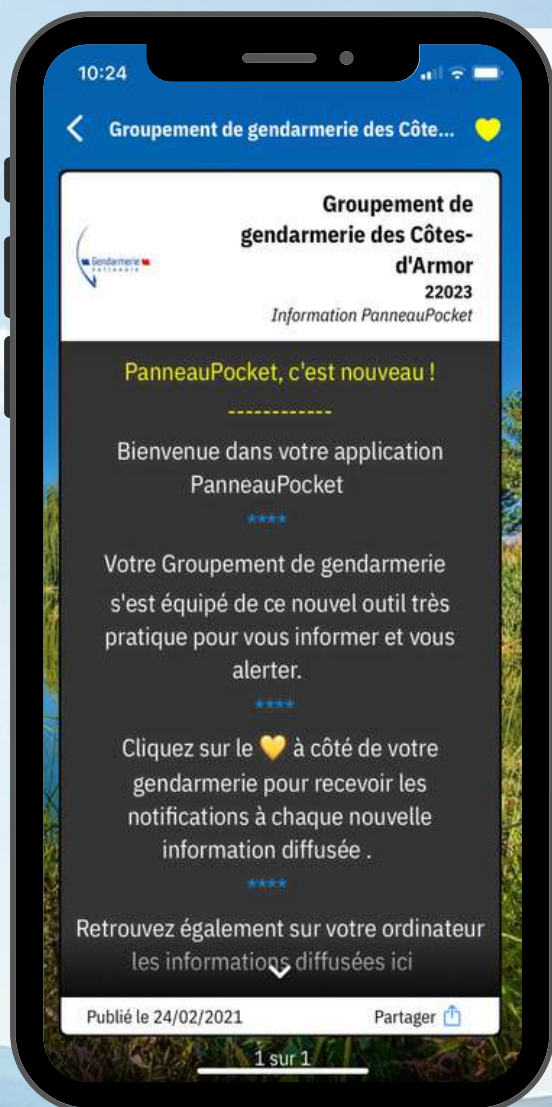 10:24
Groupement de gendarmerie des Côte...
Groupement de
gendarmerie des Côtes-
d'Armor
22023
Information PanneauPocket
Gendarmerie
nationale
PanneauPocket, c'est nouveau !
------------
Bienvenue dans votre application
PanneauPocket
****
Votre Groupement de gendarmerie
s'est équipé de ce nouvel outil très
pratique pour vous informer et vous
alerter.
****
Cliquez sur le 💛 à côté de votre
gendarmerie pour recevoir les
notifications à chaque nouvelle
information diffusée .
****
Retrouvez également sur votre ordinateur
les informations diffusées ici
Publié le 24/02/2021
Partager
1 sur 1